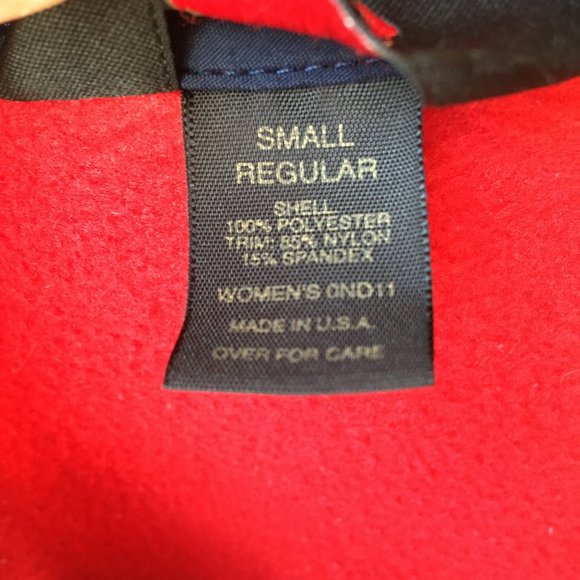 SMALL
REGULAR
SHELL
100% POLYESTER
TRIM: 85% NYLON
15% SPANDEX
WOMEN'S 0ND11
MADE IN U.S.A.
OVER FOR CARE